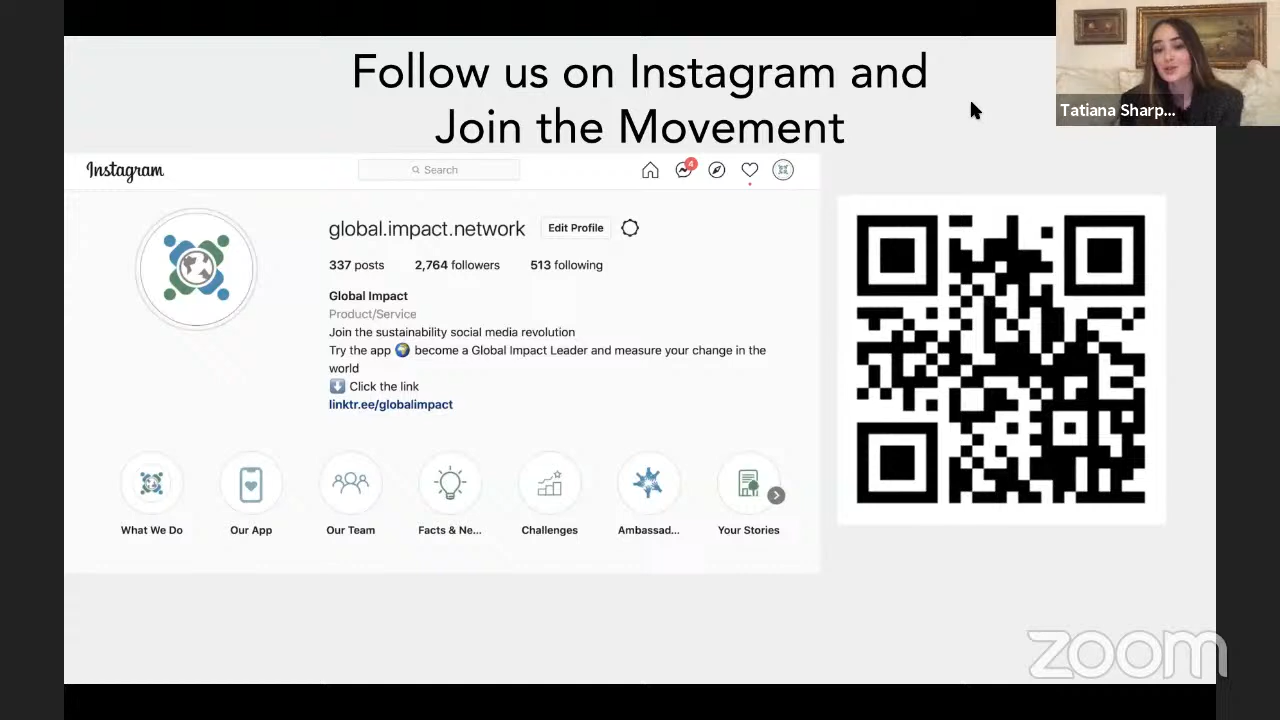 Follow us on Instagram and
Join the Movement
Tatiana Sharp...
Instagram
Search
4
global.impact.network
Edit Profile
337 posts
2,764 followers
513 following
Global Impact
Product/Service
Join the sustainability social media revolution
Try the app 🌍 become a Global Impact Leader and measure your change in the
world
⬇️ Click the link
linktr.ee/globalimpact
What We Do
Our App
Our Team
Facts & Ne...
Challenges
Ambassad...
Your Stories
zoom